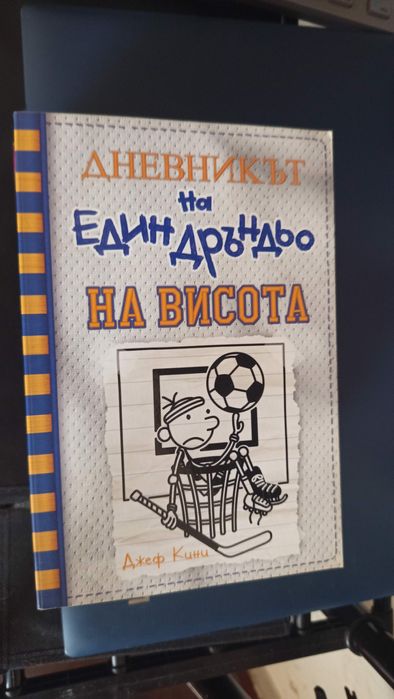 ДНЕВНИКЪТ
на
ЕДИН ДРЪНДЬО
НА ВИСОТА
Джеф Кини